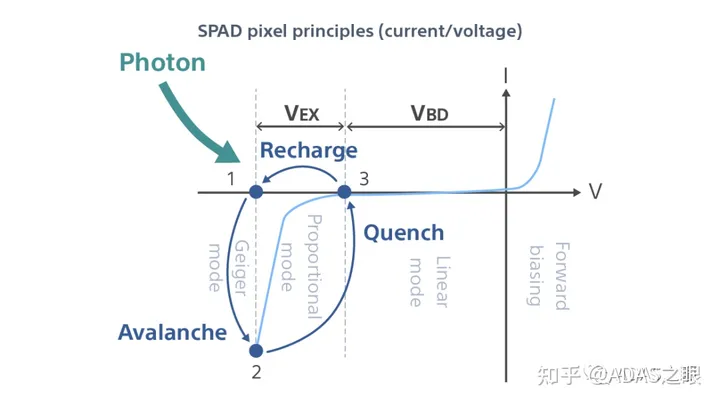 SPAD pixel principles (current/voltage)
Photon
I
VEX
VBD
Recharge
1
3
V
Quench
Geiger
mode
Proportional
mode
Linear
mode
Forward
biasing
Avalanche
2
知乎 @ADAS之眼